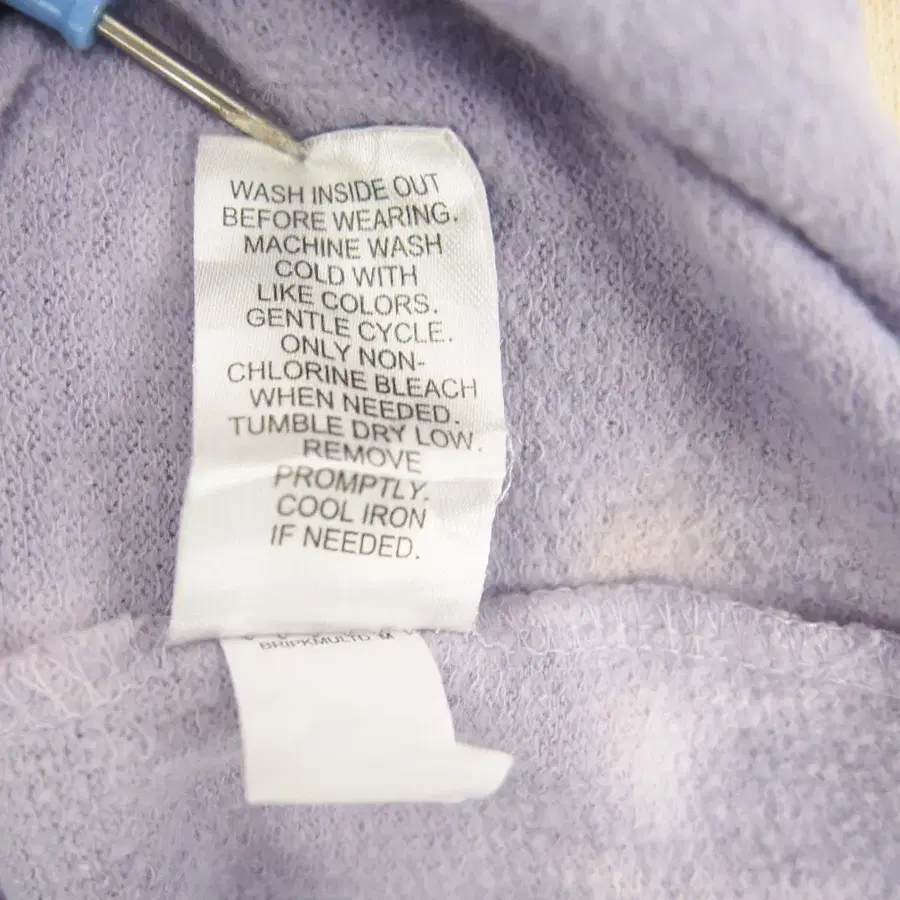 WASH INSIDE OUT
BEFORE WEARING.
MACHINE WASH
COLD WITH
LIKE COLORS.
GENTLE CYCLE.
ONLY NON-
CHLORINE BLEACH
WHEN NEEDED.
TUMBLE DRY LOW.
REMOVE
PROMPTLY.
COOL IRON
IF NEEDED.
BRIPKMULTD M